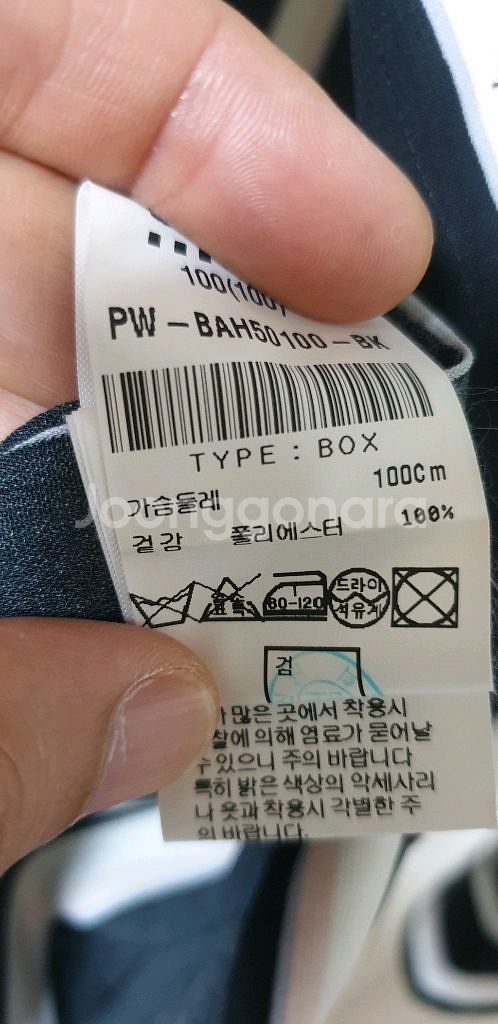 100(100)
PW-BAH50100-BK
TYPE : BOX
가슴둘레 100Cm
겉감 폴리에스터 100%
Joonggonara
표백
80-120
드라이
석유계
검
많은 곳에서 착용시
찰에 의해 염료가 묻어날
수 있으니 주의 바랍니다
특히 밝은 색상의 악세사리
나 옷과 착용시 각별한 주
의 바랍니다.